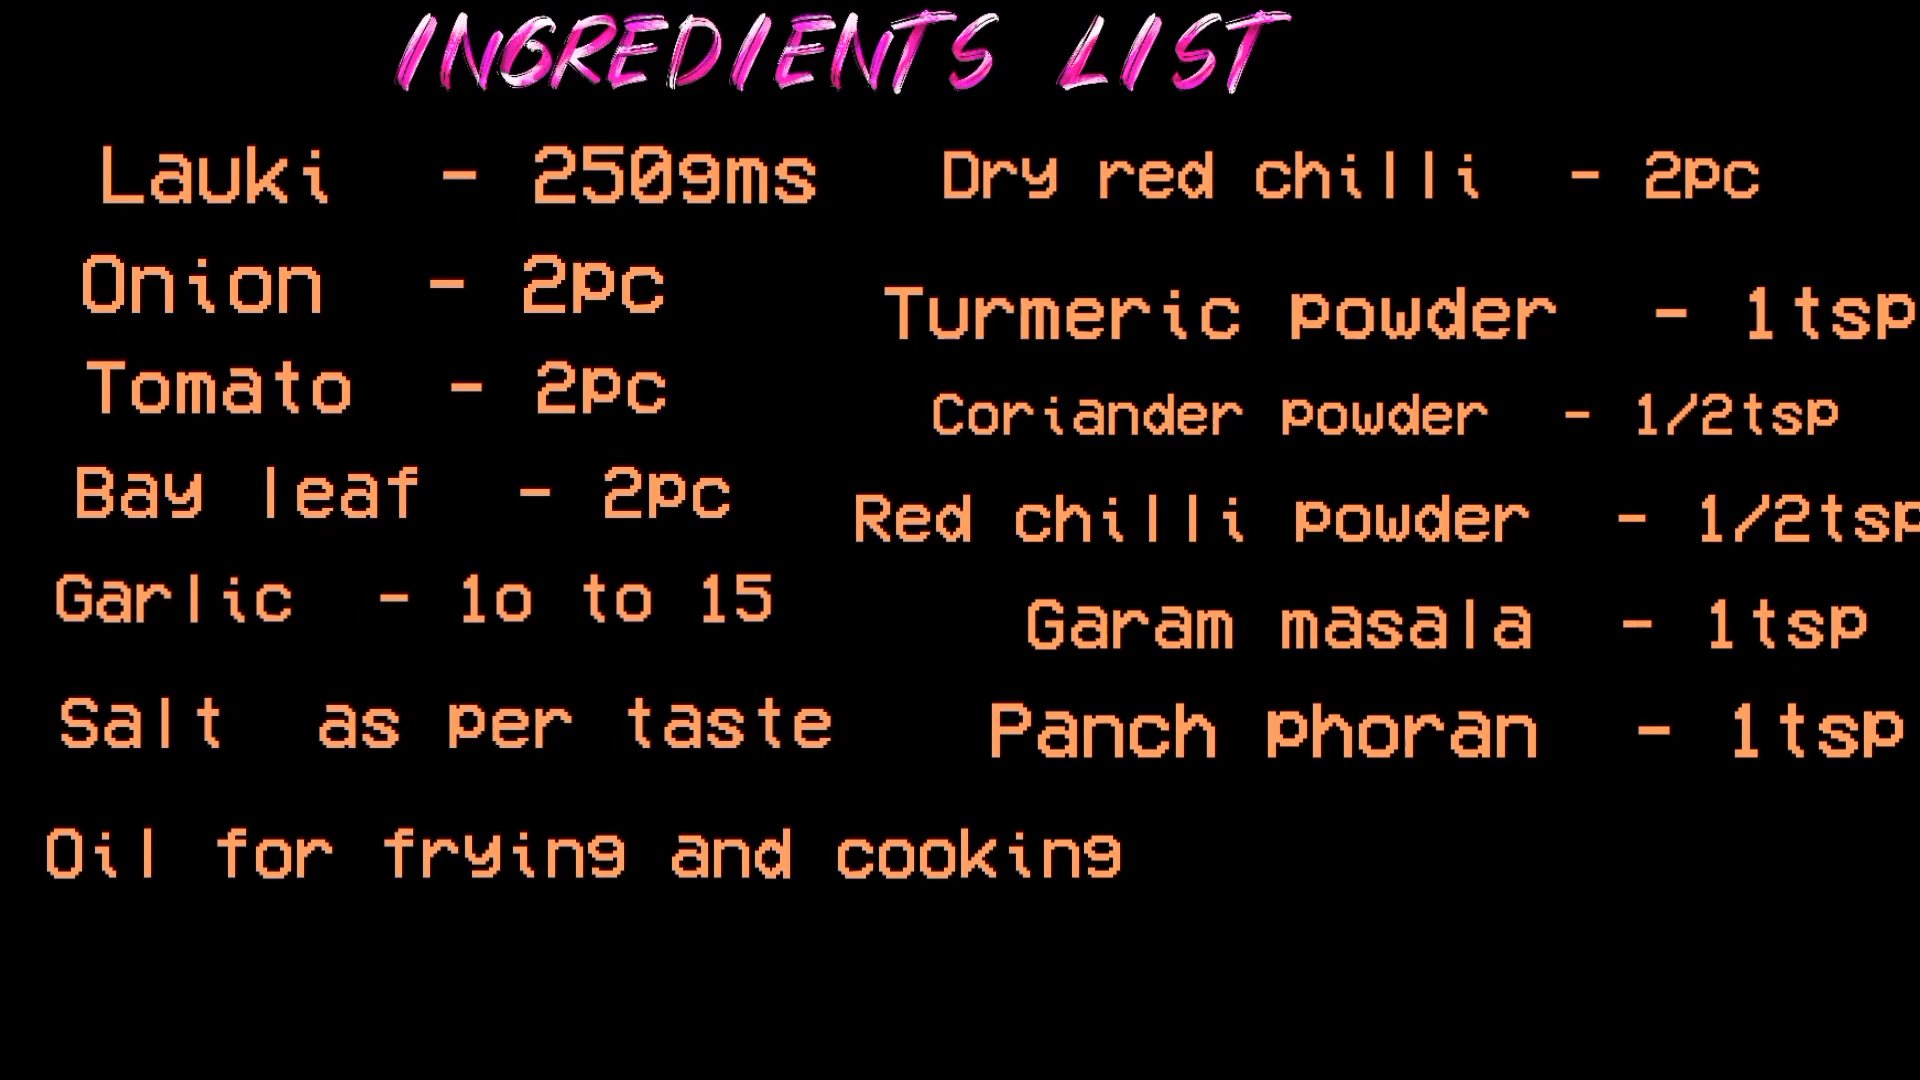 INGREDIENTS LIST
Lauki - 250gms
Onion - 2pc
Tomato - 2pc
Bay leaf - 2pc
Garlic - 1o to 15
Salt as per taste
Oil for frying and cooking
Dry red chilli - 2pc
Turmeric powder - 1tsp
Coriander powder - 1/2tsp
Red chilli powder - 1/2tsp
Garam masala - 1tsp
Panch phoran - 1tsp